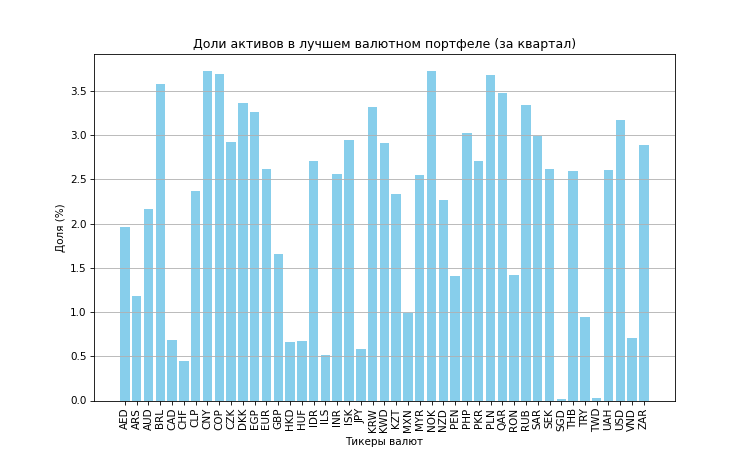 Доли активов в лучшем валютном портфеле (за квартал)
Доля (%)
3.5
3.0
2.5
2.0
1.5
1.0
0.5
0.0
AED ARS AUD BRL CAD CHF CLP CNY COP CZK DKK EGP EUR GBP HKD HUF IDR ILS INR ISK JPY KRW KWD KZT MXN MYR NOK NZD PEN PHP PKR PLN QAR RON RUB SAR SEK SGD THB TRY TWD UAH USD VND ZAR
Тикеры валют